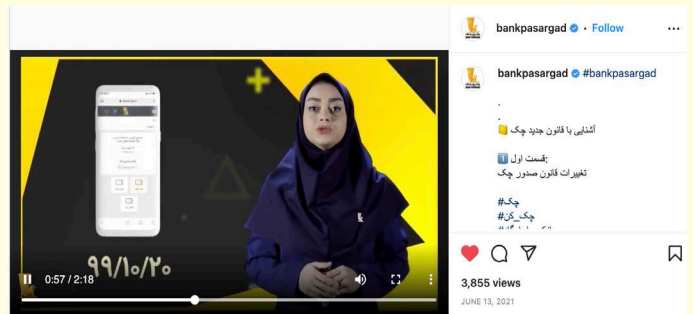 bankpasargad • Follow
bankpasargad #bankpasargad
.
.
آشنایی با قانون جدید چک
:قسمت اول 1
تغییرات قانون صدور چک
#چک
#چک_کن
۹۹/۱۰/۲۰
0:57 / 2:18
3,855 views
JUNE 13, 2021